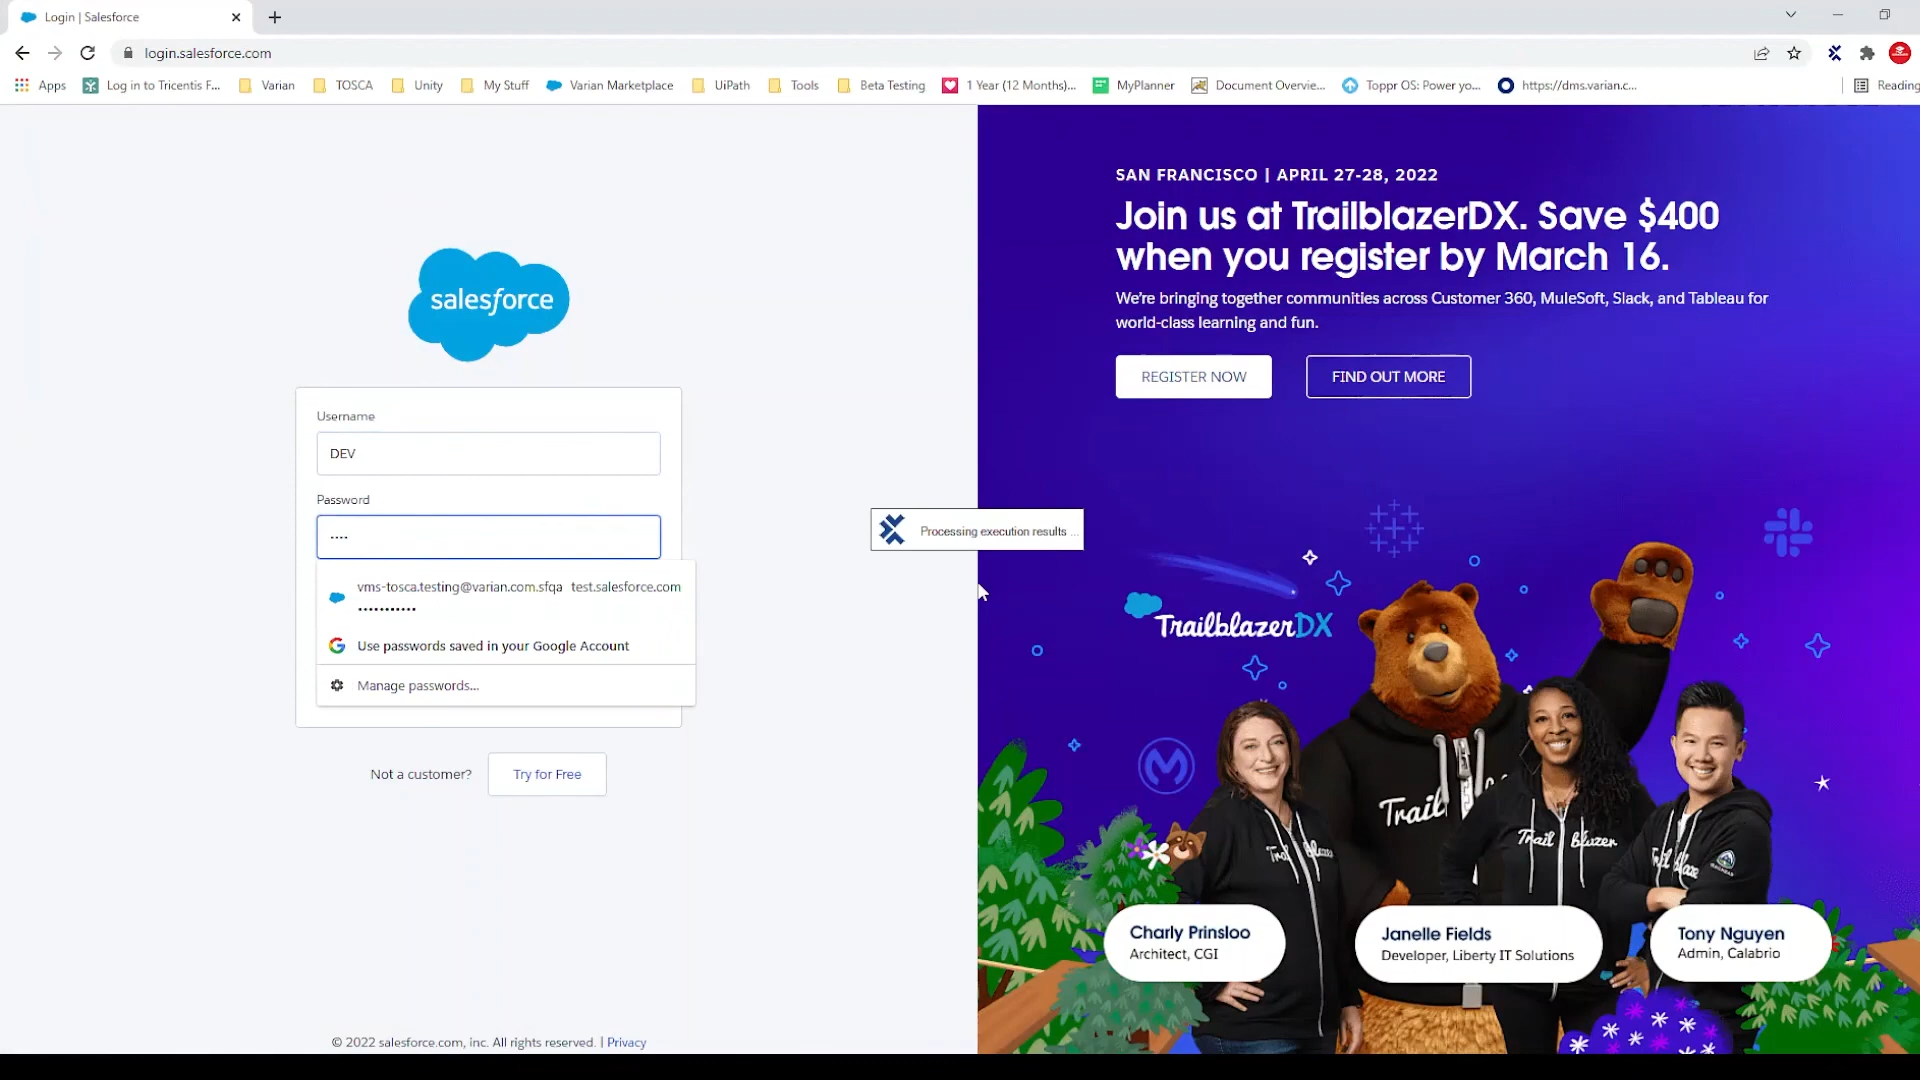 Login | Salesforce
login.salesforce.com
Apps
Log in to Tricentis F...
Varian
TOSCA
Unity
My Stuff
Varian Marketplace
UiPath
Tools
Beta Testing
1 Year (12 Months)...
MyPlanner
Document Overvie...
Toppr OS: Power yo...
https://dms.varian.c...
Reading
salesforce
Username
DEV
Password
....
vms-tosca.testing@varian.com.sfqa test.salesforce.com
...........
Use passwords saved in your Google Account
Manage passwords...
Not a customer?
Try for Free
© 2022 salesforce.com, inc. All rights reserved. | Privacy
Processing execution results ...
SAN FRANCISCO | APRIL 27-28, 2022
Join us at TrailblazerDX. Save $400
when you register by March 16.
We're bringing together communities across Customer 360, MuleSoft, Slack, and Tableau for
world-class learning and fun.
REGISTER NOW
FIND OUT MORE
TrailblazerDX
Trail
Trail blazer
Charly Prinsloo
Architect, CGI
Janelle Fields
Developer, Liberty IT Solutions
Tony Nguyen
Admin, Calabrio